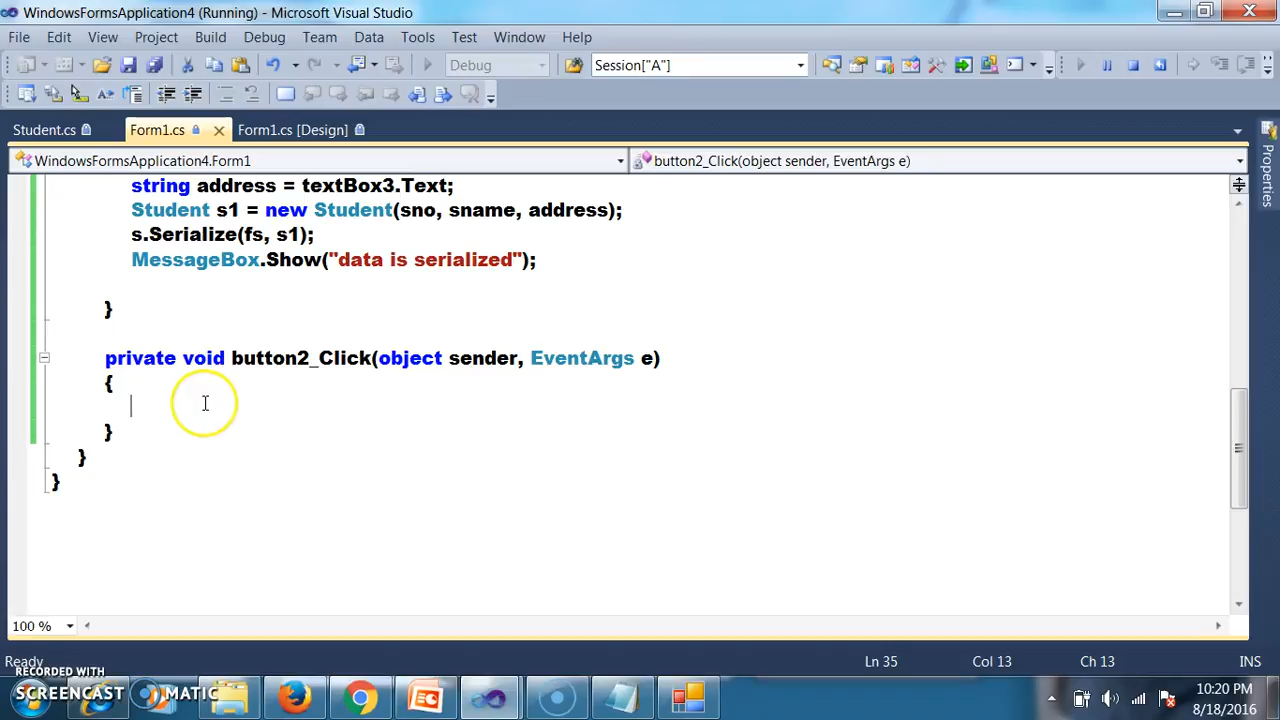 WindowsFormsApplication4 (Running) - Microsoft Visual Studio
File Edit View Project Build Debug Team Tools Data Tools Test Window Help
Debug Session["A"]
Student.cs Form1.cs Form1.cs [Design]
WindowsFormsApplication4.Form1 button2_Click(object sender, EventArgs e)
Properties
string address = textBox3.Text;
Student s1 = new Student(sno, sname, address);
s.Serialize(fs, s1);
MessageBox.Show("data is serialized");
}
private void button2_Click(object sender, EventArgs e)
{
}
}
}
100 %
Ready Ln 35 Col 13 Ch 13 INS
RECORDED WITH
SCREENCAST MATIC
10:20 PM
8/18/2016